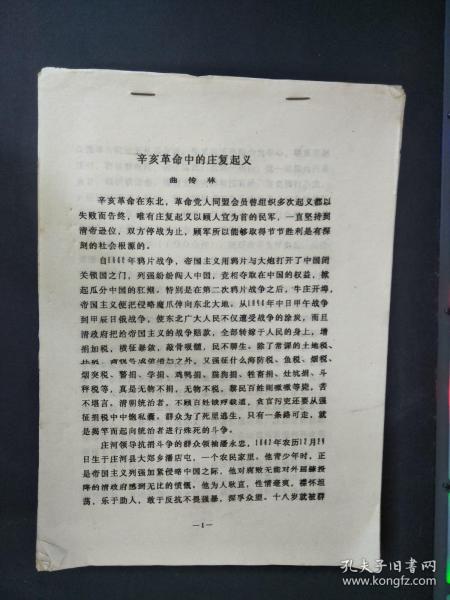 辛亥革命中的庄复起义
曲传林
辛亥革命在东北，革命党人同盟会员曾组织多次起义都以
失败而告终，唯有庄复起义以顾人宜为首的民军，一直坚持到
清帝逊位，双方停战为止，顾军所以能够取得节节胜利是有深
刻的社会根源的。
自1840年鸦片战争，帝国主义用鸦片与大炮打开了中国闭
关锁国之门，列强纷纷闯入中国，竞相夺取在中国的权益，掀
起瓜分中国的狂潮，特别是在第二次鸦片战争之后，牛庄开埠，
帝国主义便把侵略魔爪伸向东北大地。从1894年中日甲午战争
到甲辰日俄战争，使东北广大人民不仅遭受战争的涂炭，而且
清政府把给帝国主义的战争赔款，全部转嫁于人民的身上，增
捐加税，横征暴敛，敲骨吸髓，民不聊生。除了常课的土地税、
外，又强征什么海防税、鱼税、烟税、
烟突税、警捐、学捐、鸡鸭捐、猫狗捐、牲畜捐、灶坑捐、斗
秤税等，真是无物不捐，无物不税，黎民百姓嗷嗷等毙，苦
不堪言，清朝统治者，不顾百姓饿殍载道，贪官污吏还要从强
征捐税中中饱私囊。群众为了死里逃生，只有一条路可走，就
是揭竿而起向统治者进行殊死的斗争。
庄河领导抗捐斗争的群众领袖潘永忠，1862年农历12月29
日生于庄河县大郑乡潘店屯，一个农民家里。他青少年时，正
是帝国主义列强加紧侵略中国之际，他对腐败无能对外屈膝投
降的清政府感到无比的愤慨。他为人耿直，性情豪爽，襟怀坦
荡，乐于助人，敢于反抗不畏强暴，深孚众望。十八岁就被群
—1—
孔夫子旧书网
www.kongfz.com